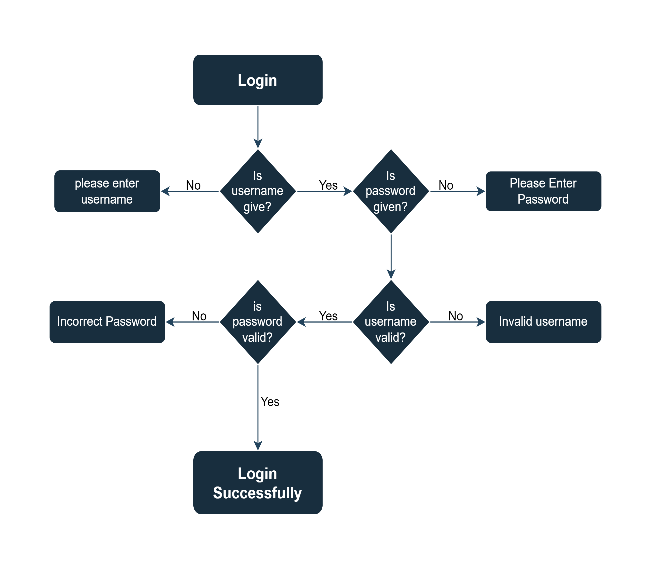 Login
please enter
username
No
Is
username
give?
Yes
Is
password
given?
No
Please Enter
Password
Incorrect Password
No
is
password
valid?
Yes
Is
username
valid?
No
Invalid username
Yes
Login
Successfully